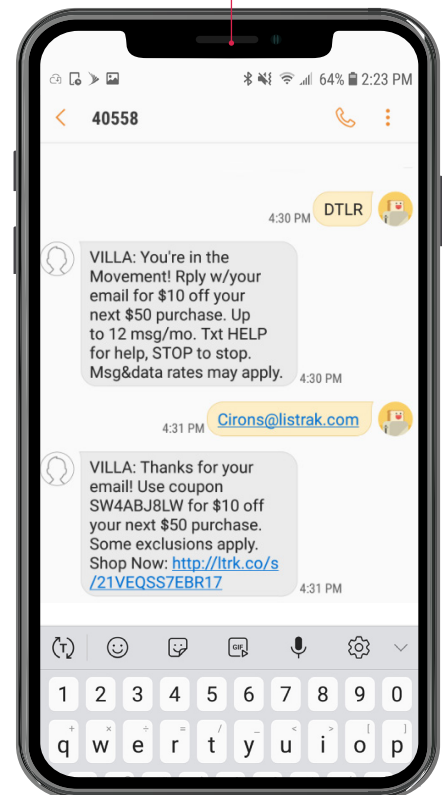 64% 2:23 PM
40558
DTLR
4:30 PM
VILLA: You're in the
Movement! Rply w/your
email for $10 off your
next $50 purchase. Up
to 12 msg/mo. Txt HELP
for help, STOP to stop.
Msg&data rates may apply.
4:30 PM
Cirons@listrak.com
4:31 PM
VILLA: Thanks for your
email! Use coupon
SW4ABJ8LW for $10 off
your next $50 purchase.
Some exclusions apply.
Shop Now: http://ltrk.co/s
/21VEQSS7EBR17
4:31 PM
T GIF
1 2 3 4 5 6 7 8 9 0
+ × ÷ = / _ < > [ ]
q w e r t y u i o p